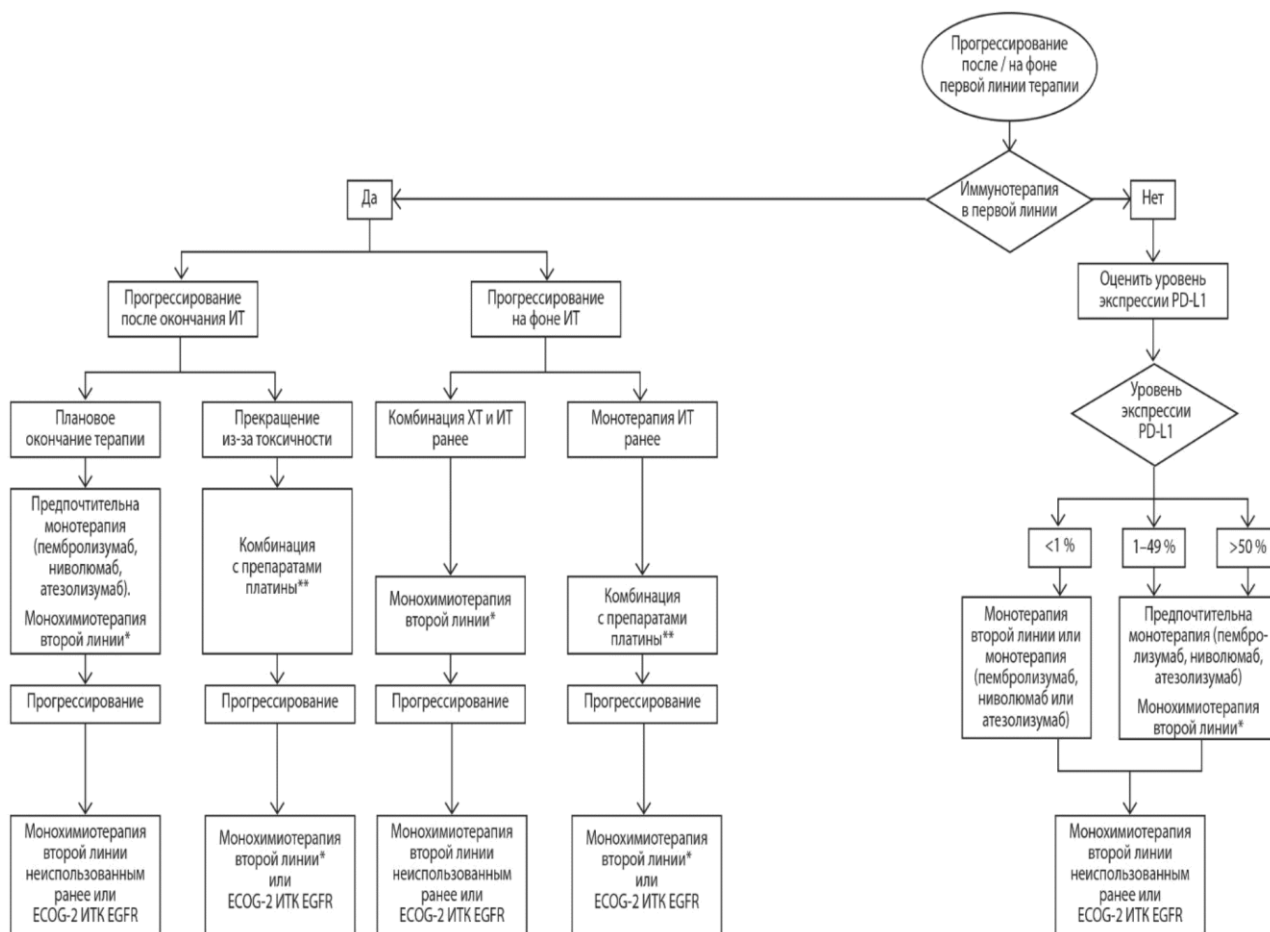 Прогрессирование
после / на фоне
первой линии терапии
Иммунотерапия
в первой линии
Да
Нет
Прогрессирование
после окончания ИТ
Прогрессирование
на фоне ИТ
Оценить уровень
экспрессии PD-L1
Плановое
окончание терапии
Прекращение
из-за токсичности
Комбинация ХТ и ИТ
ранее
Монотерапия ИТ
ранее
Уровень
экспрессии
PD-L1
Предпочтительна
монотерапия
(пембролизумаб,
ниволюмаб,
атезолизумаб).
Монохимиотерапия
второй линии*
Комбинация
с препаратами
платины**
Монохимиотерапия
второй линии*
Комбинация
с препаратами
платины**
<1 %
1–49 %
>50 %
Монотерапия
второй линии или
монотерапия
(пембролизумаб,
ниволюмаб или
атезолизумаб)
Предпочтительна
монотерапия (пембро-
лизумаб, ниволюмаб,
атезолизумаб)
Монохимиотерапия
второй линии*
Прогрессирование
Прогрессирование
Прогрессирование
Прогрессирование
Монохимиотерапия
второй линии
неиспользованным
ранее или
ECOG-2 ИТК EGFR
Монохимиотерапия
второй линии*
или
ECOG-2 ИТК EGFR
Монохимиотерапия
второй линии
неиспользованным
ранее или
ECOG-2 ИТК EGFR
Монохимиотерапия
второй линии*
или
ECOG-2 ИТК EGFR
Монохимиотерапия
второй линии
неиспользованным
ранее или
ECOG-2 ИТК EGFR